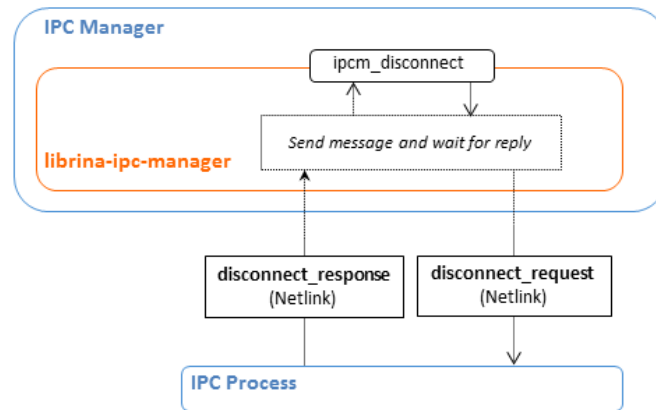 IPC Manager
ipcm_disconnect
Send message and wait for reply
librina-ipc-manager
disconnect_response
(Netlink)
disconnect_request
(Netlink)
IPC Process